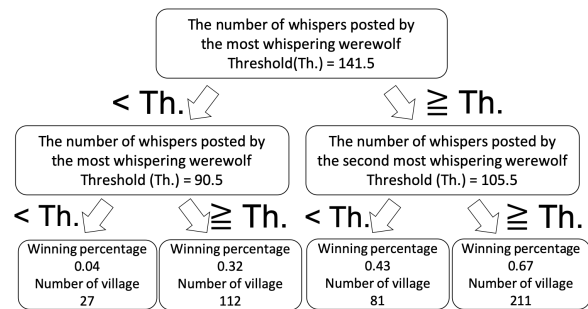 The number of whispers posted by
the most whispering werewolf
Threshold(Th.) = 141.5
< Th.
≧ Th.
The number of whispers posted by
the most whispering werewolf
Threshold (Th.) = 90.5
The number of whispers posted by
the second most whispering werewolf
Threshold (Th.) = 105.5
< Th.
≧ Th.
< Th.
≧ Th.
Winning percentage
0.04
Number of village
27
Winning percentage
0.32
Number of village
112
Winning percentage
0.43
Number of village
81
Winning percentage
0.67
Number of village
211